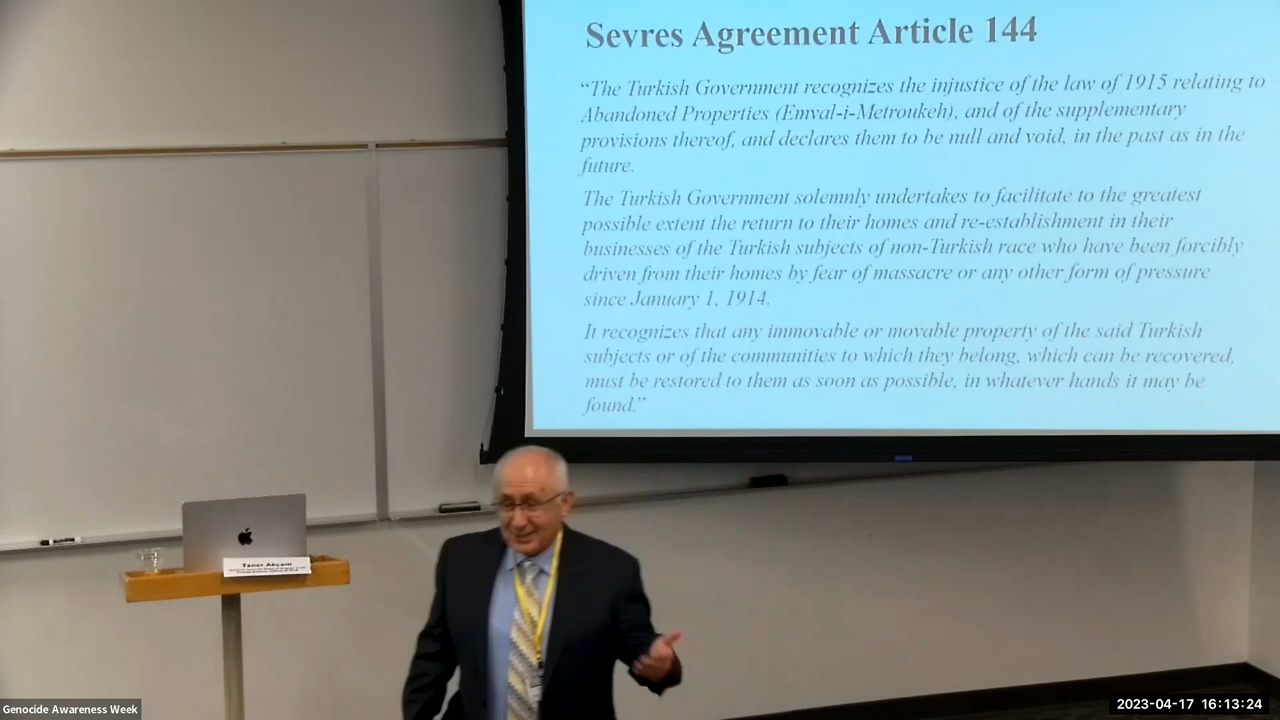 Sevres Agreement Article 144
“The Turkish Government recognizes the injustice of the law of 1915 relating to
Abandoned Properties (Emval-i-Metroukeh), and of the supplementary
provisions thereof, and declares them to be null and void, in the past as in the
future.
The Turkish Government solemnly undertakes to facilitate to the greatest
possible extent the return to their homes and re-establishment in their
businesses of the Turkish subjects of non-Turkish race who have been forcibly
driven from their homes by fear of massacre or any other form of pressure
since January 1, 1914.
It recognizes that any immovable or movable property of the said Turkish
subjects or of the communities to which they belong, which can be recovered,
must be restored to them as soon as possible, in whatever hands it may be
found.”
Taner Akçam
Genocide Awareness Week
2023-04-17 16:13:24